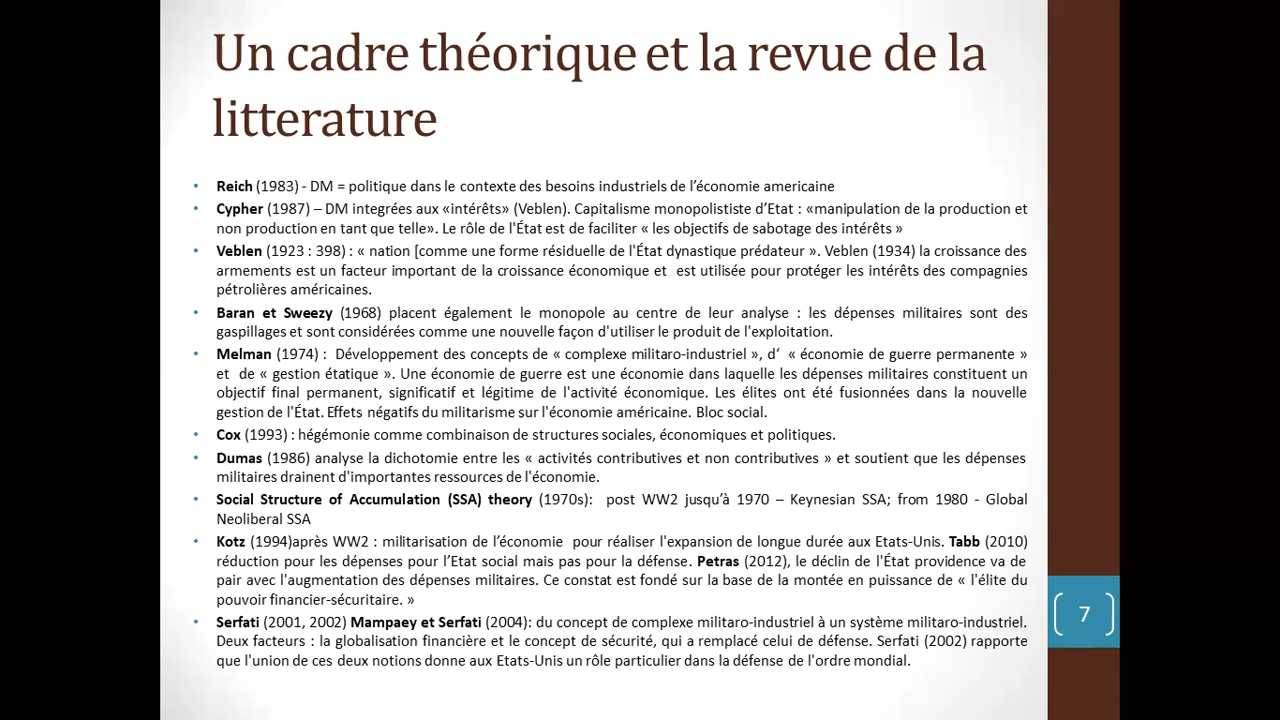 Un cadre théorique et la revue de la
litterature
• Reich (1983) - DM = politique dans le contexte des besoins industriels de l’économie americaine
• Cypher (1987) – DM integrées aux «intérêts» (Veblen). Capitalisme monopolististe d’Etat : «manipulation de la production et
non production en tant que telle». Le rôle de l'État est de faciliter « les objectifs de sabotage des intérêts »
• Veblen (1923 : 398) : « nation [comme une forme résiduelle de l'État dynastique prédateur ». Veblen (1934) la croissance des
armements est un facteur important de la croissance économique et est utilisée pour protéger les intérêts des compagnies
pétrolières américaines.
• Baran et Sweezy (1968) placent également le monopole au centre de leur analyse : les dépenses militaires sont des
gaspillages et sont considérées comme une nouvelle façon d'utiliser le produit de l'exploitation.
• Melman (1974) : Développement des concepts de « complexe militaro-industriel », d‘ « économie de guerre permanente »
et de « gestion étatique ». Une économie de guerre est une économie dans laquelle les dépenses militaires constituent un
objectif final permanent, significatif et légitime de l'activité économique. Les élites ont été fusionnées dans la nouvelle
gestion de l'État. Effets négatifs du militarisme sur l'économie américaine. Bloc social.
• Cox (1993) : hégémonie comme combinaison de structures sociales, économiques et politiques.
• Dumas (1986) analyse la dichotomie entre les « activités contributives et non contributives » et soutient que les dépenses
militaires drainent d'importantes ressources de l'économie.
• Social Structure of Accumulation (SSA) theory (1970s): post WW2 jusqu’à 1970 – Keynesian SSA; from 1980 - Global
Neoliberal SSA
• Kotz (1994)après WW2 : militarisation de l’économie pour réaliser l'expansion de longue durée aux Etats-Unis. Tabb (2010)
réduction pour les dépenses pour l’Etat social mais pas pour la défense. Petras (2012), le déclin de l'État providence va de
pair avec l'augmentation des dépenses militaires. Ce constat est fondé sur la base de la montée en puissance de « l'élite du
pouvoir financier-sécuritaire. »
• Serfati (2001, 2002) Mampaey et Serfati (2004): du concept de complexe militaro-industriel à un système militaro-industriel.
Deux facteurs : la globalisation financière et le concept de sécurité, qui a remplacé celui de défense. Serfati (2002) rapporte
que l'union de ces deux notions donne aux Etats-Unis un rôle particulier dans la défense de l'ordre mondial.
7